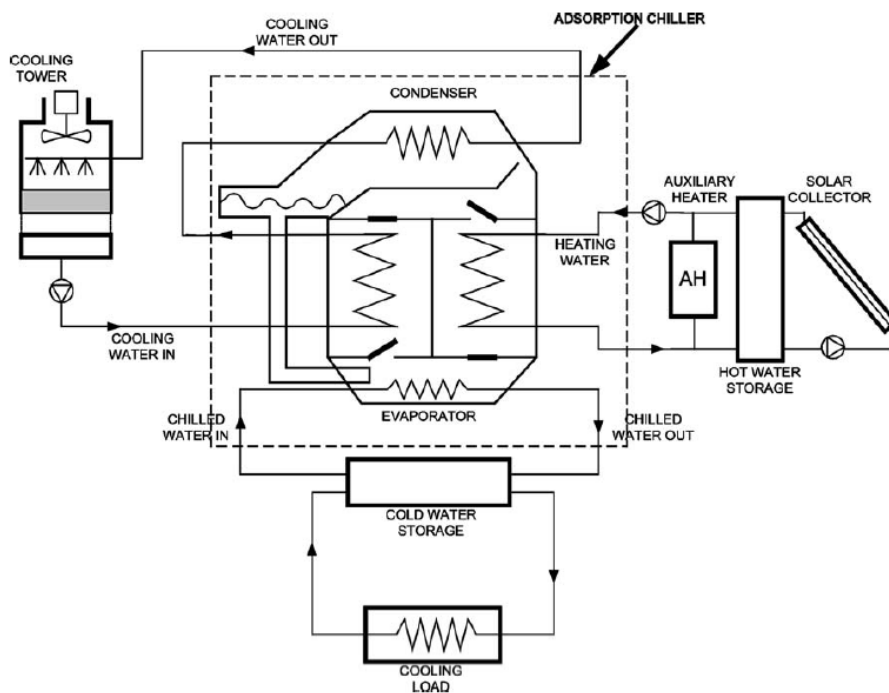 ADSORPTION CHILLER
COOLING
WATER OUT
COOLING
TOWER
CONDENSER
AUXILIARY
HEATER
SOLAR
COLLECTOR
HEATING
WATER
AH
COOLING
WATER IN
HOT WATER
STORAGE
EVAPORATOR
CHILLED
WATER IN
CHILLED
WATER OUT
COLD WATER
STORAGE
COOLING
LOAD